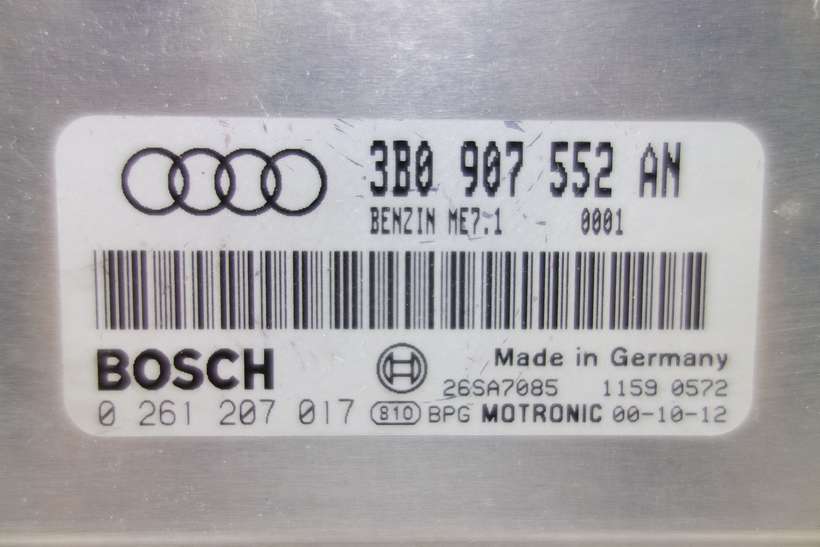 3B0 907 552 AN
BENZIN ME7.1 - 0001
BOSCH
Made in Germany
26SA7085 1159 0572
0 261 207 017 810 BPG MOTRONIC 00-10-12